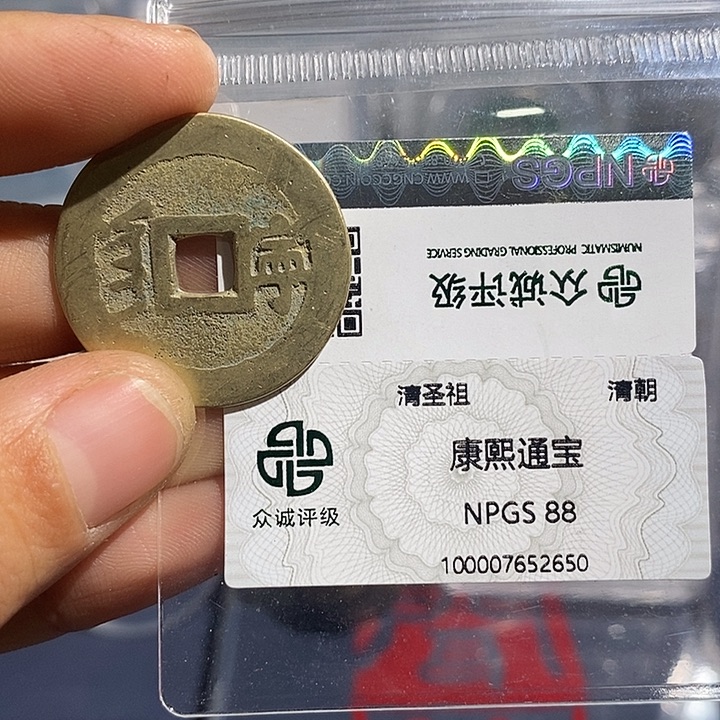 NPGS
NUMISMATIC PROFESSIONAL GRADING SERVICE
众诚评级
清圣祖 清朝
康熙通宝
众诚评级
NPGS 88
100007652650
寧